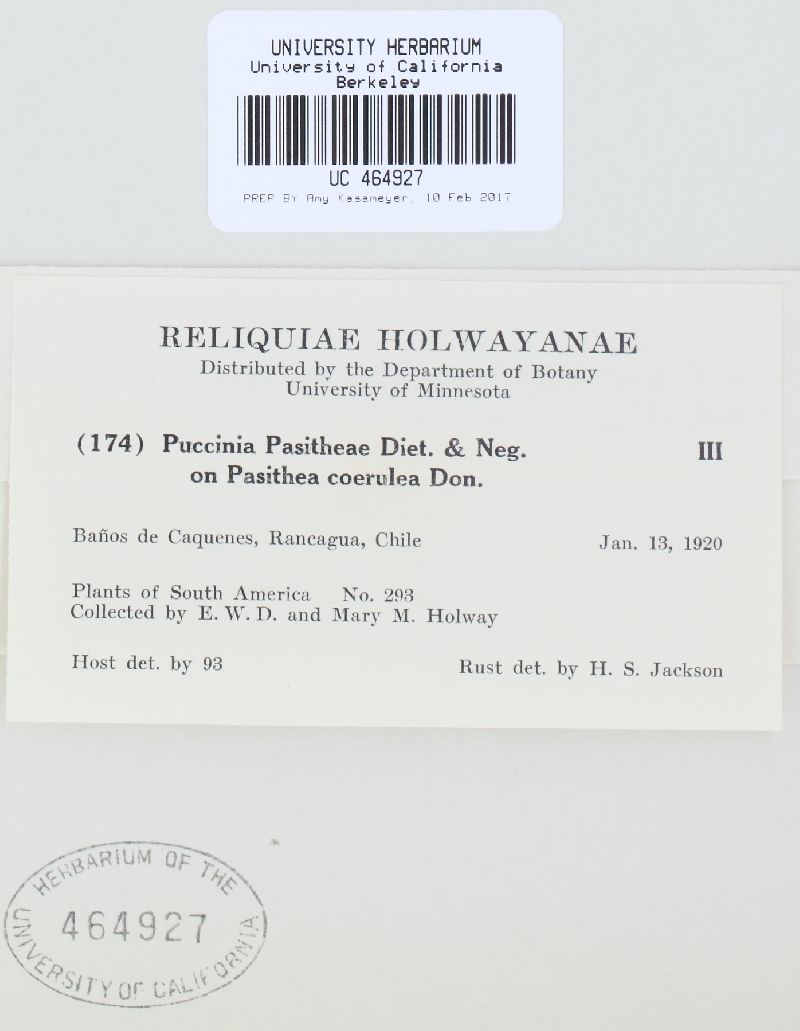 UNIVERSITY HERBARIUM
University of California
Berkeley
UC 464927
PREP BY Amy Kasameyer, 10 Feb 2017
RELIQUIAE HOLWAYANAE
Distributed by the Department of Botany
University of Minnesota
(174) Puccinia Pasitheae Diet. & Neg. III
on Pasithea coerulea Don.
Baños de Caquenes, Rancagua, Chile Jan. 13, 1920
Plants of South America No. 293
Collected by E. W. D. and Mary M. Holway
Host det. by 93 Rust det. by H. S. Jackson
HERBARIUM OF THE
464927
UNIVERSITY OF CALIFORNIA